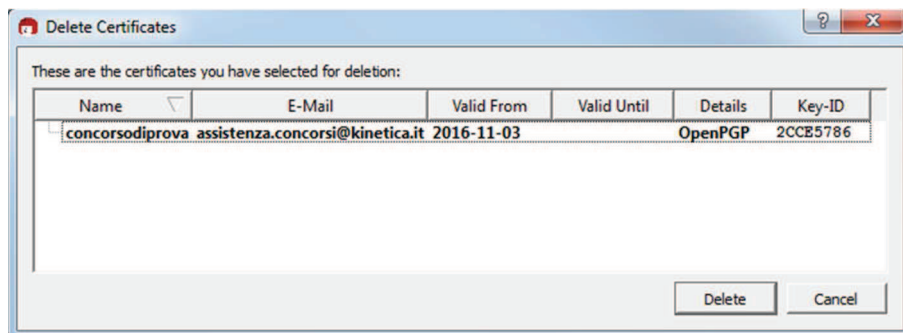 Delete Certificates
These are the certificates you have selected for deletion:
Name E-Mail Valid From Valid Until Details Key-ID
concorsodiprova assistenza.concorsi@kinetica.it 2016-11-03 OpenPGP 2CCE5786
Delete Cancel